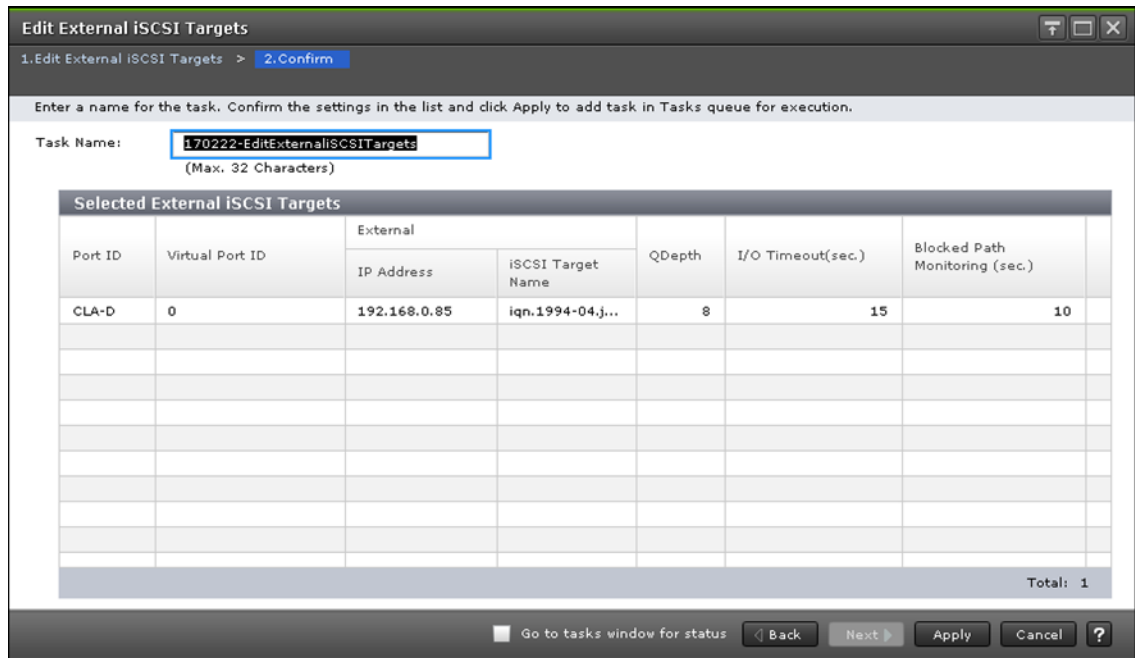 Edit External iSCSI Targets
1.Edit External iSCSI Targets > 2.Confirm
Enter a name for the task. Confirm the settings in the list and click Apply to add task in Tasks queue for execution.
Task Name: 170222-EditExternaliSCSITargets
(Max. 32 Characters)
Selected External iSCSI Targets
Port ID Virtual Port ID External IP Address iSCSI Target Name QDepth I/O Timeout(sec.) Blocked Path Monitoring (sec.)
CLA-D 0 192.168.0.85 iqn.1994-04.j... 8 15 10
Total: 1
Go to tasks window for status Back Next Apply Cancel ?